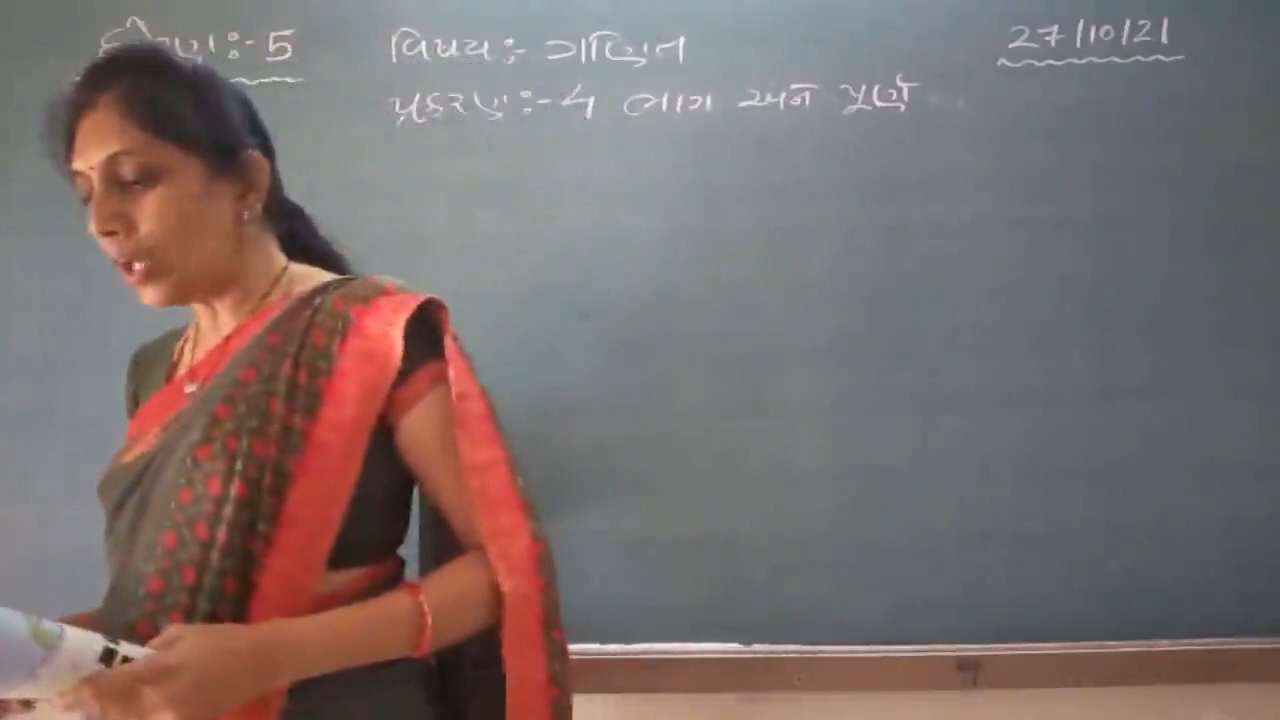 ધોરણ :- 5 વિષય :- ગણિત 27/10/21
પ્રકરણ :- 4 ભાગ અને પૂર્ણ